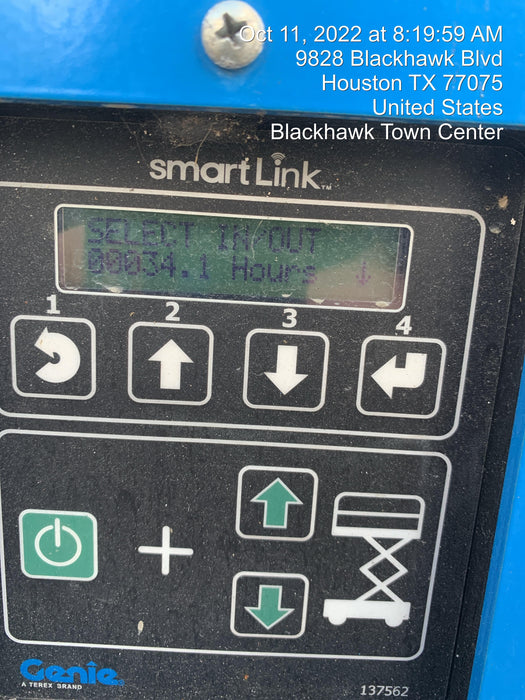 Oct 11, 2022 at 8:19:59 AM
9828 Blackhawk Blvd
Houston TX 77075
United States
Blackhawk Town Center
smartLink™
SELECT IN/OUT
00034.1 Hours ↓
1 2 3 4
Genie
A TEREX BRAND
137562